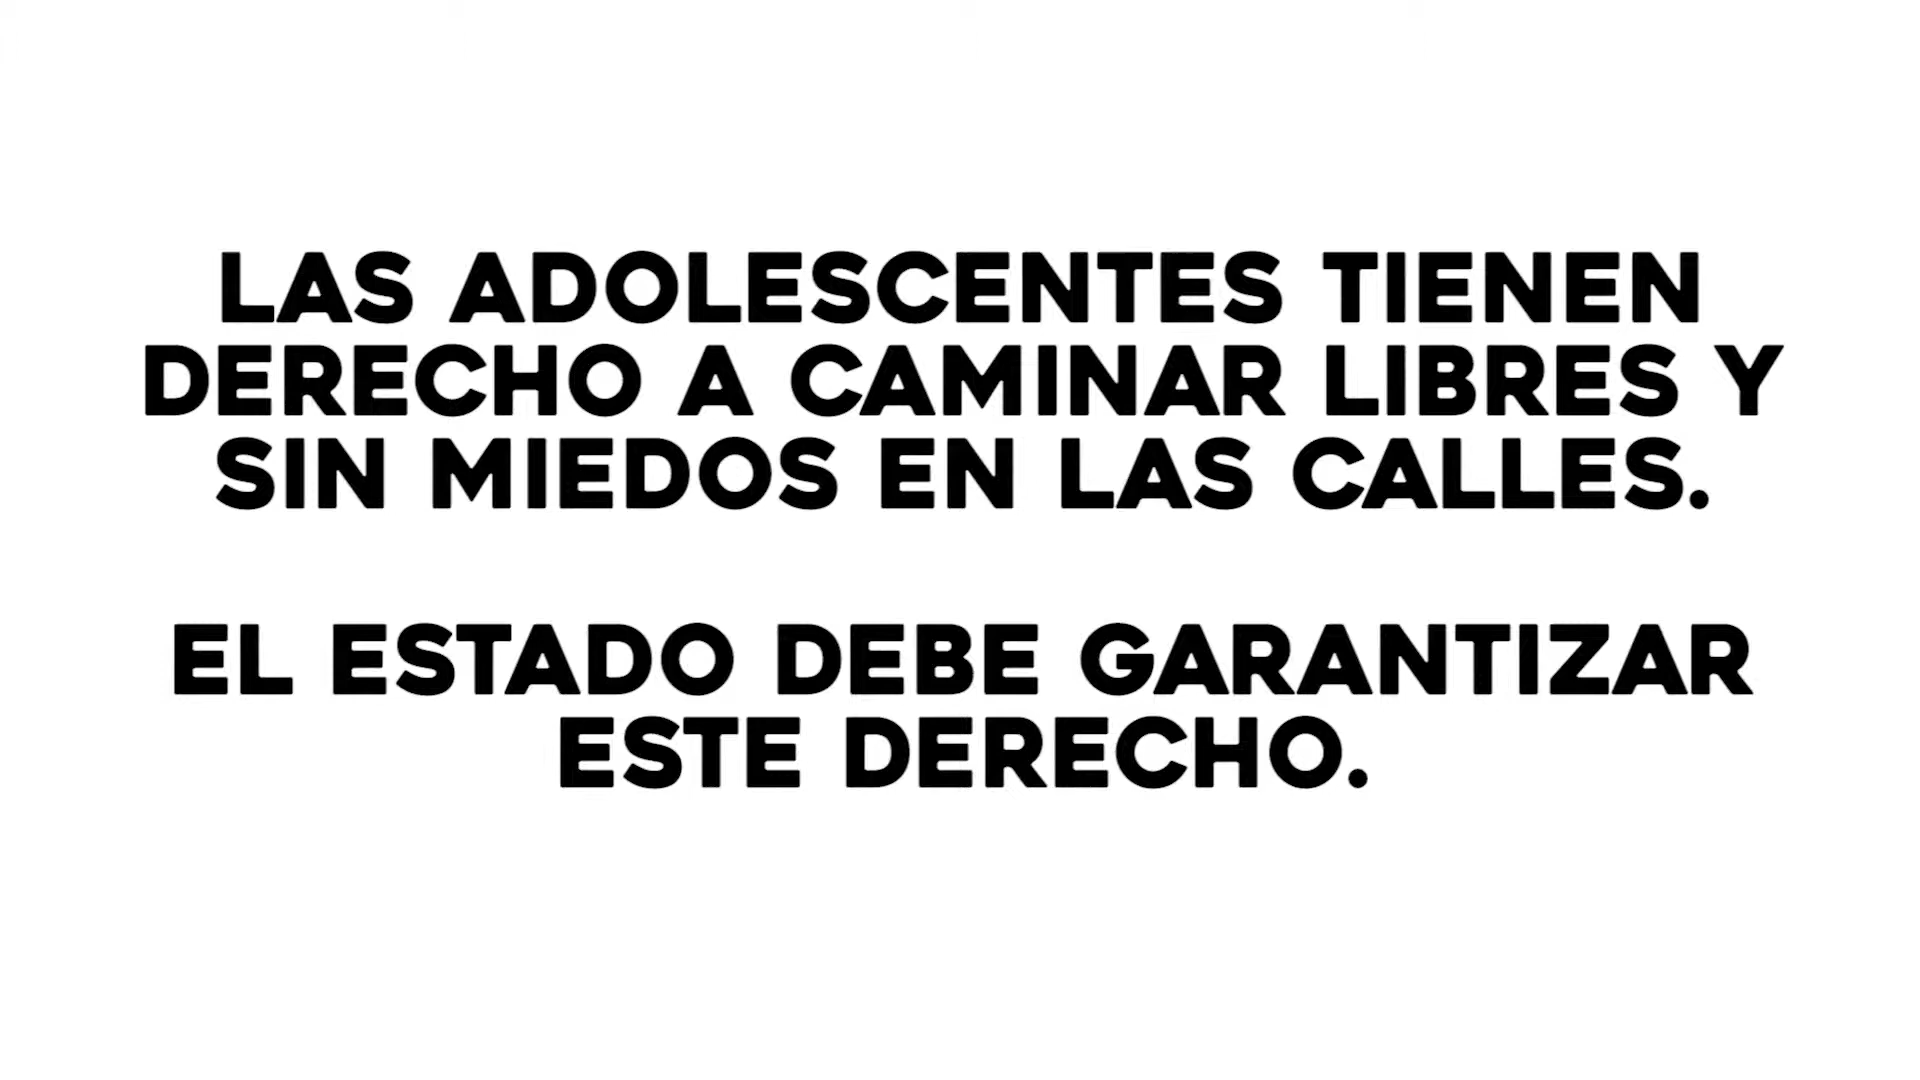 LAS ADOLESCENTES TIENEN
DERECHO A CAMINAR LIBRES Y
SIN MIEDOS EN LAS CALLES.
EL ESTADO DEBE GARANTIZAR
ESTE DERECHO.